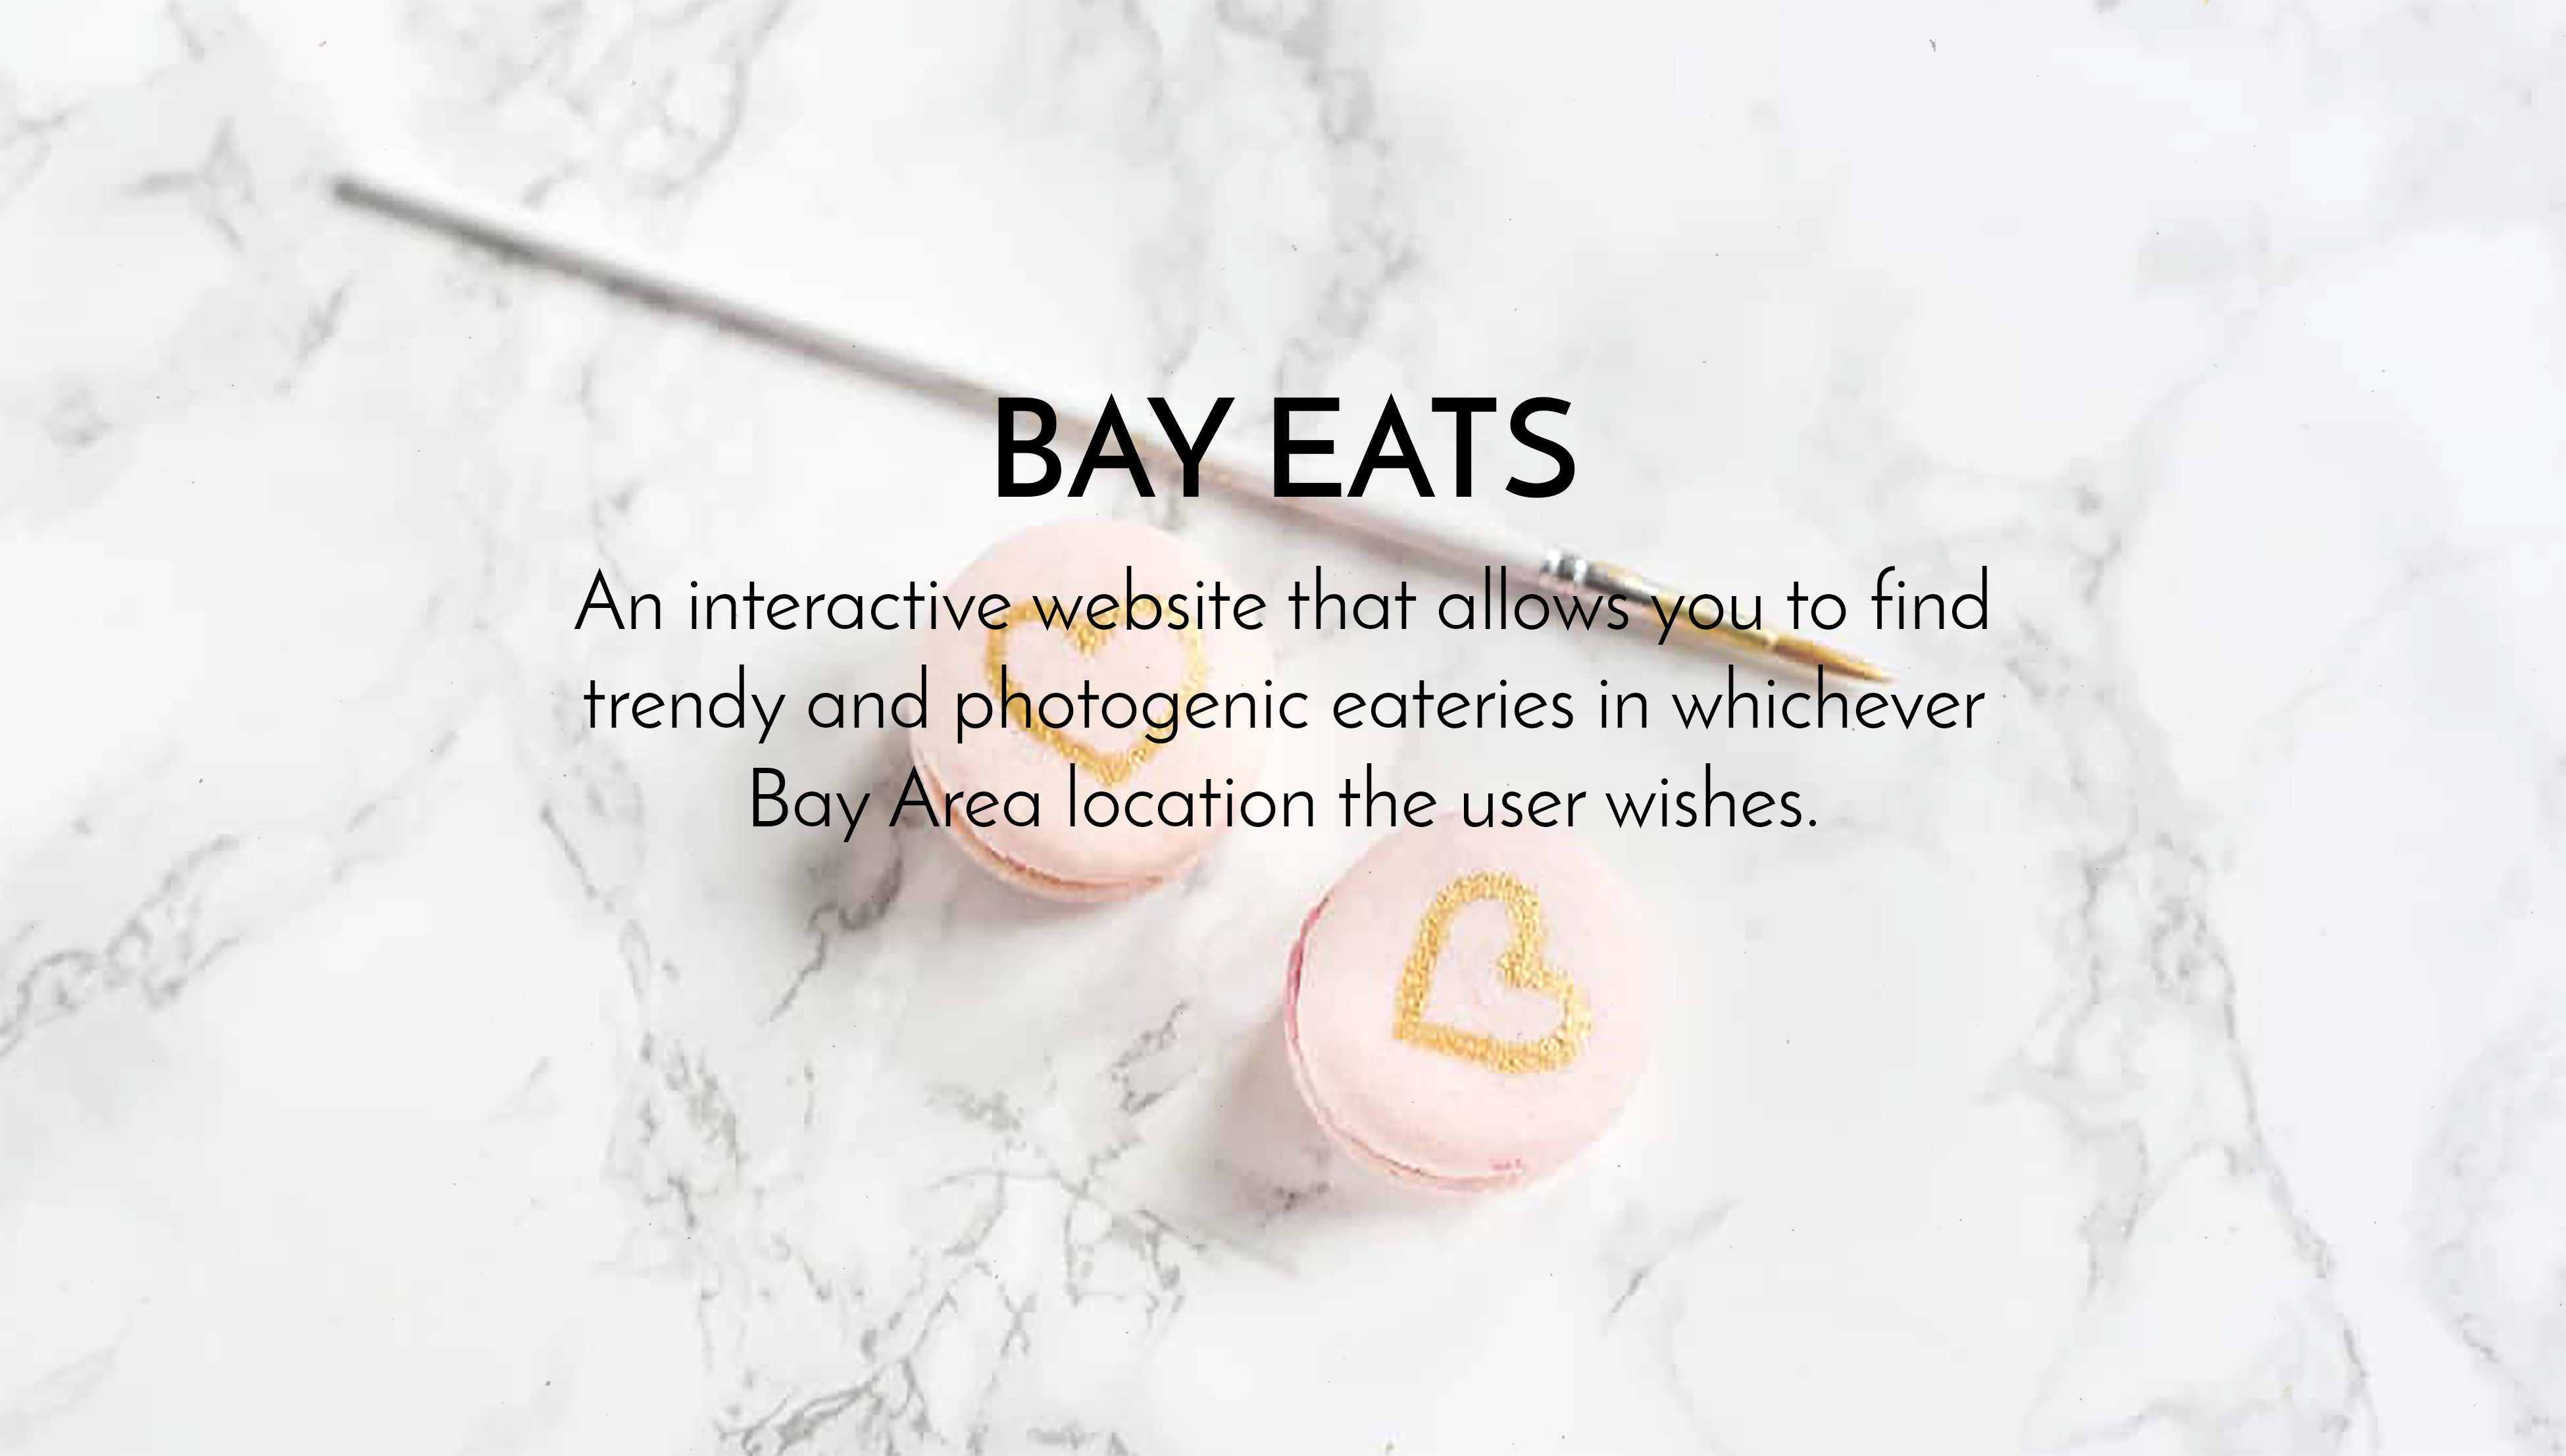 BAY EATS
An interactive website that allows you to find
trendy and photogenic eateries in whichever
Bay Area location the user wishes.